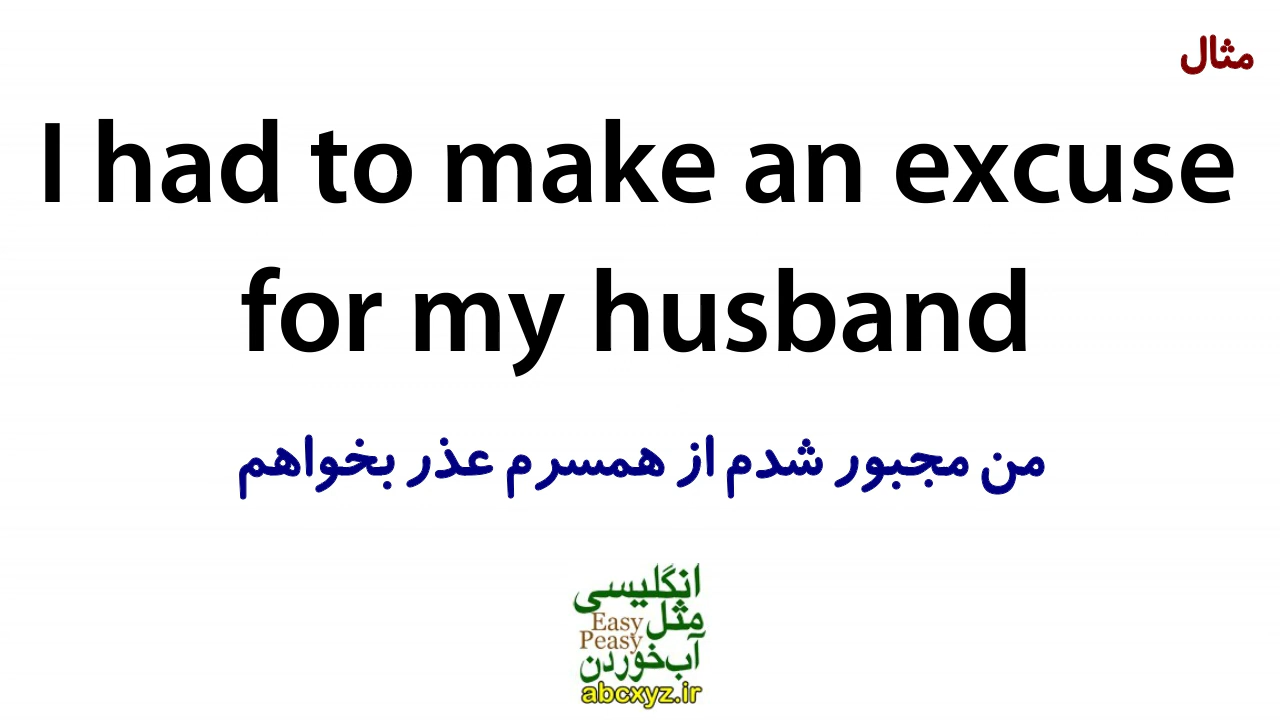 مثال
I had to make an excuse
for my husband
من مجبور شدم از همسرم عذر بخواهم
انگلیسی
مثل
Easy
Peasy
آب‌خوردن
abcxyz.ir